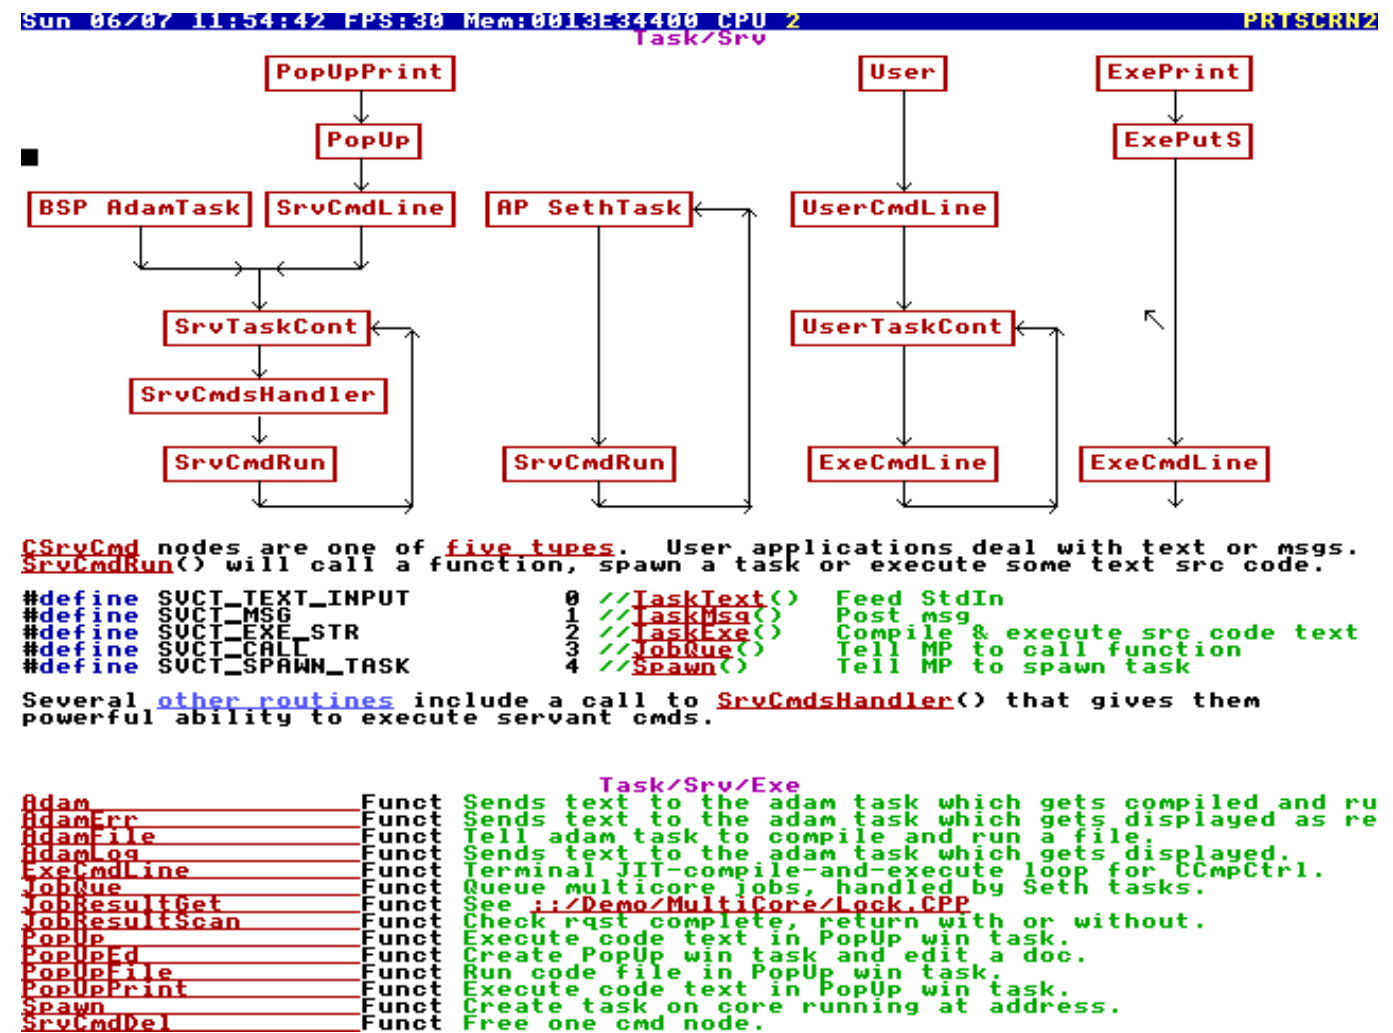 Sun 06/07 11:54:42 FPS:30 Mem:0013E34400 CPU 2 PRTSCRN2
Task/Srv
PopUpPrint User ExePrint
PopUp ExePutS
BSP AdamTask SrvCmdLine AP SethTask UserCmdLine
SrvTaskCont UserTaskCont
SrvCmdsHandler
SrvCmdRun SrvCmdRun ExeCmdLine ExeCmdLine
CSrvCmd nodes are one of five types. User applications deal with text or msgs.
SrvCmdRun() will call a function, spawn a task or execute some text src code.
#define SVCT_TEXT_INPUT 0 //TaskText() Feed StdIn
#define SVCT_MSG 1 //TaskMsg() Post msg
#define SVCT_EXE_STR 2 //TaskExe() Compile & execute src code text
#define SVCT_CALL 3 //JobQue() Tell MP to call function
#define SVCT_SPAWN_TASK 4 //Spawn() Tell MP to spawn task
Several other routines include a call to SrvCmdsHandler() that gives them
powerful ability to execute servant cmds.
Task/Srv/Exe
Adam Funct Sends text to the adam task which gets compiled and ru
AdamErr Funct Sends text to the adam task which gets displayed as re
AdamFile Funct Tell adam task to compile and run a file.
AdamLog Funct Sends text to the adam task which gets displayed.
ExeCmdLine Funct Terminal JIT-compile-and-execute loop for CCmpCtrl.
JobQue Funct Queue multicore jobs, handled by Seth tasks.
JobResultGet Funct See ::/Demo/MultiCore/Lock.CPP
JobResultScan Funct Check rqst complete, return with or without.
PopUp Funct Execute code text in PopUp win task.
PopUpEd Funct Create PopUp win task and edit a doc.
PopUpFile Funct Run code file in PopUp win task.
PopUpPrint Funct Execute code text in PopUp win task.
Spawn Funct Create task on core running at address.
SrvCmdDel Funct Free one cmd node.